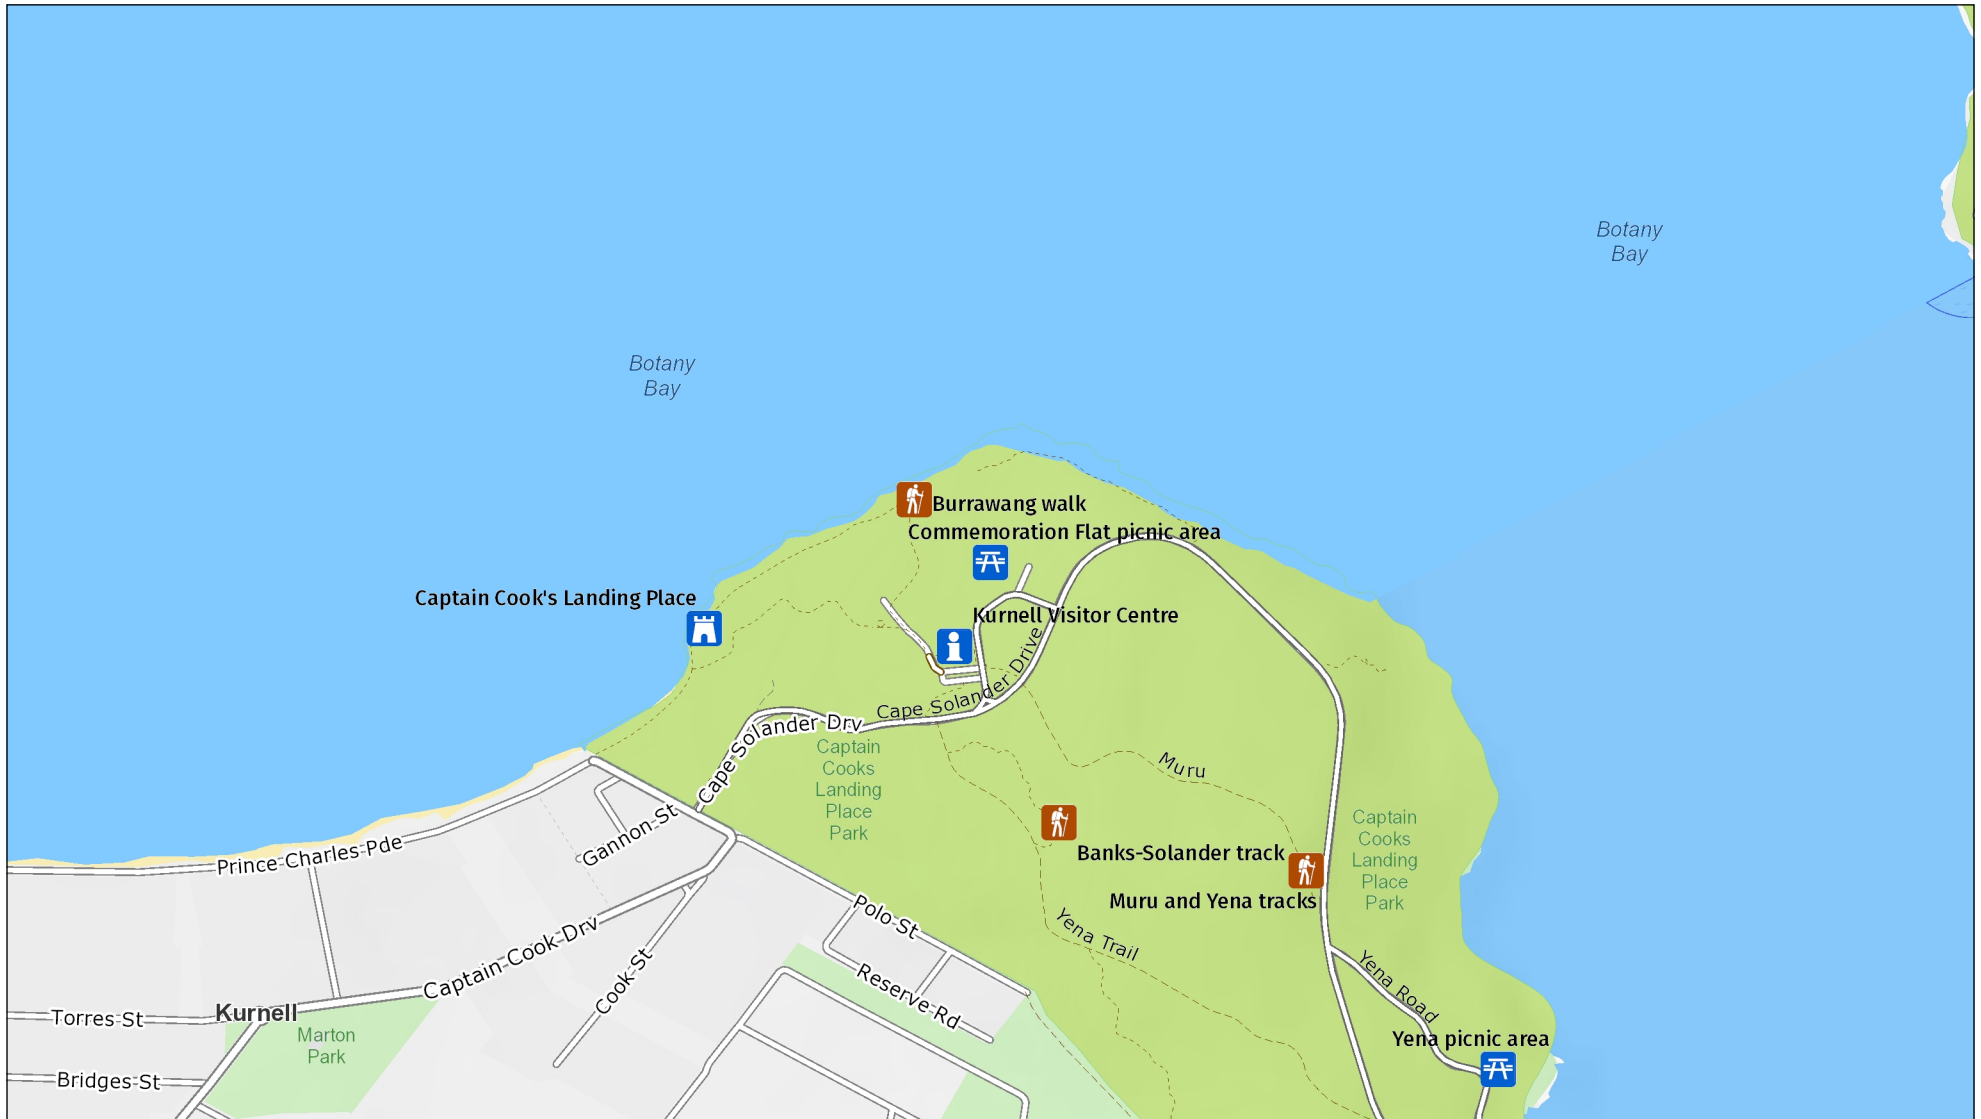 Botany
Bay
Botany
Bay
Burrawang walk
Commemoration Flat picnic area
Captain Cook's Landing Place
Kurnell Visitor Centre
Cape Solander Drive
Cape Solander Drv
Captain
Cooks
Landing
Place
Park
Muru
Gannon St
Prince Charles Pde
Banks-Solander track
Captain
Cooks
Landing
Place
Park
Muru and Yena tracks
Polo St
Yena Trail
Captain Cook Drv
Cook St
Reserve Rd
Yena Road
Kurnell
Torres St
Marton
Park
Yena picnic area
Bridges St